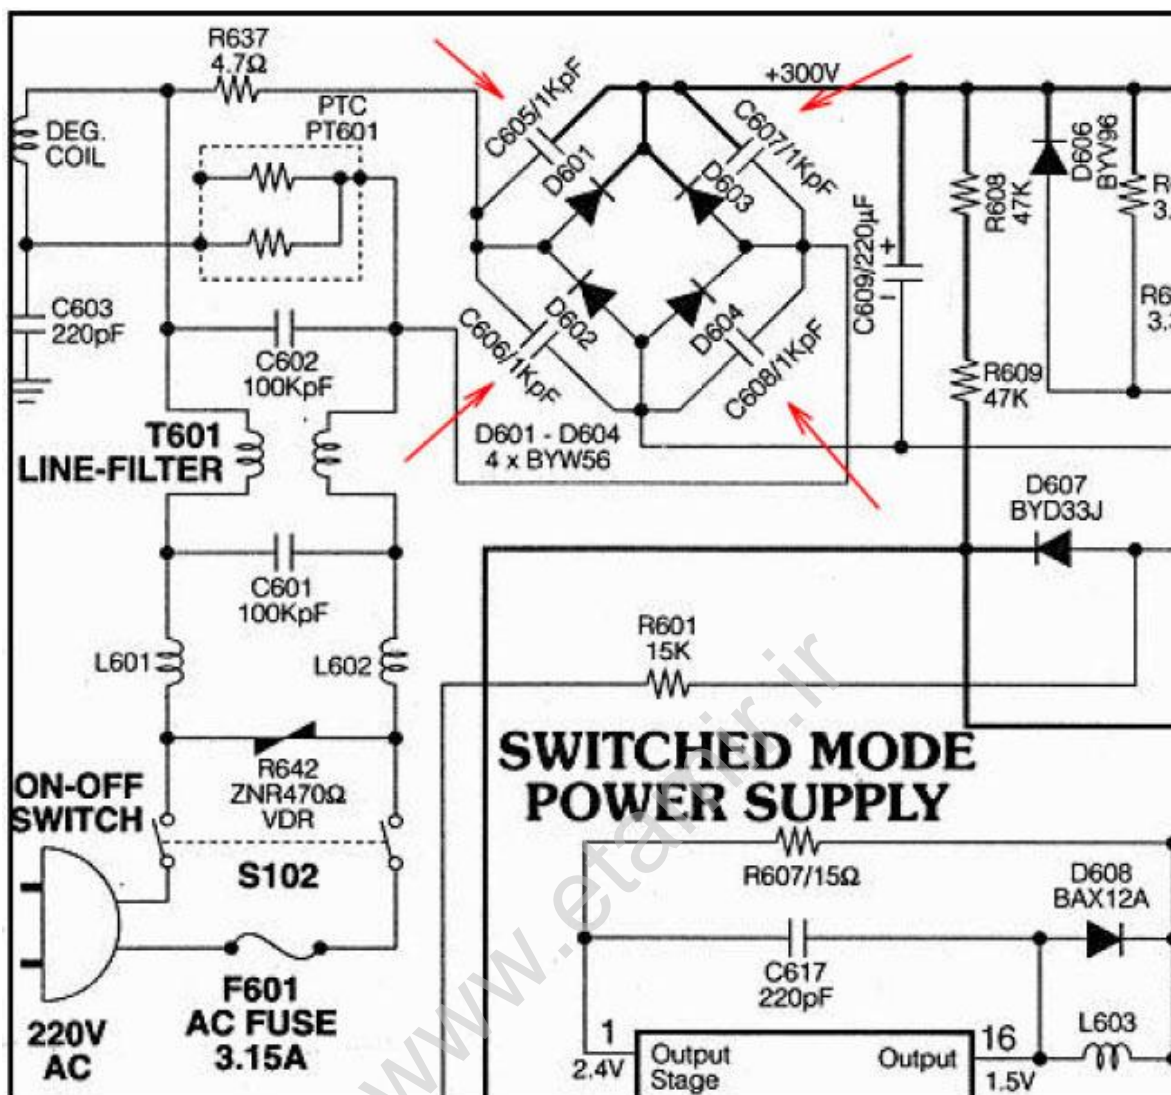 R637
4.7Ω
PTC
PT601
DEG.
COIL
C603
220pF
C602
100KpF
T601
LINE-FILTER
C601
100KpF
L601
L602
R642
ZNR470Ω
VDR
ON-OFF
SWITCH
S102
F601
AC FUSE
3.15A
220V
AC
C605/1KpF
D601
C607/1KpF
D603
+300V
C606/1KpF
D602
D604
C608/1KpF
D601 - D604
4 x BYW56
C609/220µF
+
-
R608
47K
R609
47K
D606
BYV96
D607
BYD33J
R601
15K
SWITCHED MODE
POWER SUPPLY
R607/15Ω
D608
BAX12A
C617
220pF
L603
1
2.4V
Output
Stage
Output
16
1.5V
www.etamir.ir